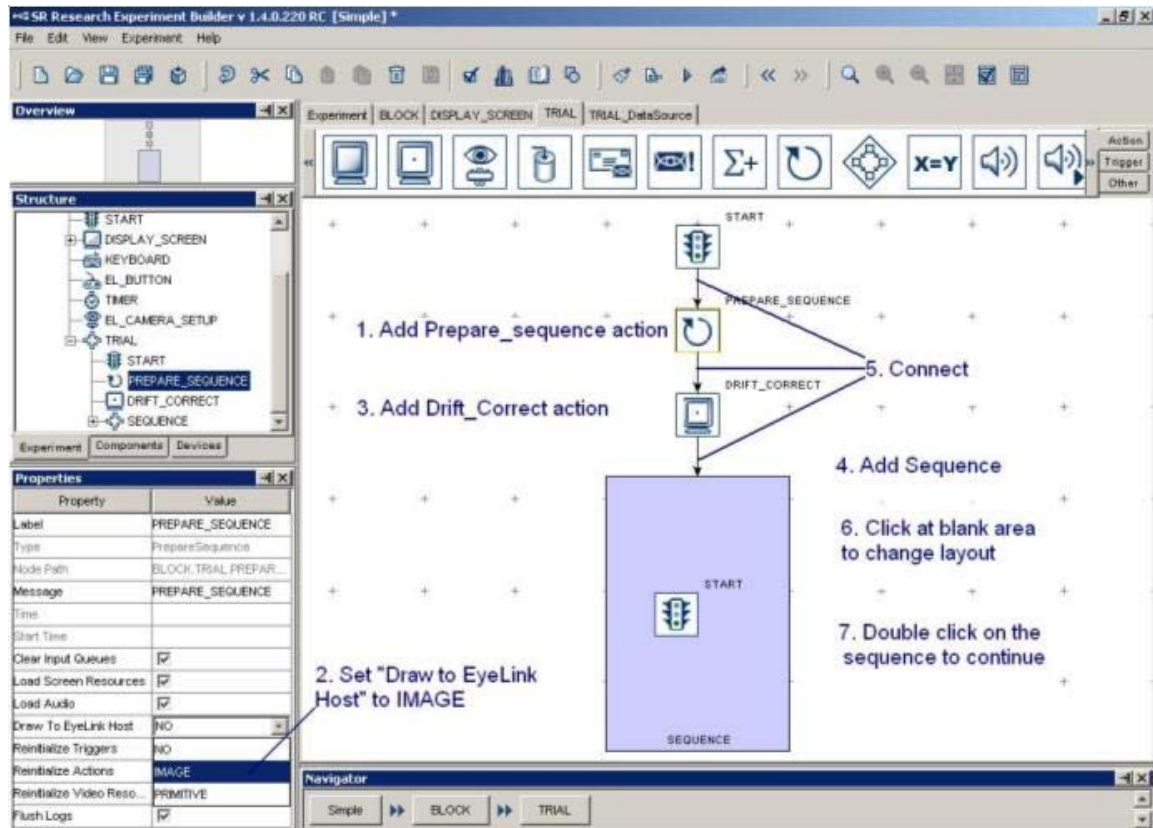 SR Research Experiment Builder v 1.4.0.220 RC [Simple] *
File Edit View Experiment Help
Overview
Experiment BLOCK DISPLAY_SCREEN TRIAL TRIAL_DataSource
X=Y
Action
Trigger
Other
Structure
START
DISPLAY_SCREEN
KEYBOARD
EL_BUTTON
TIMER
EL_CAMERA_SETUP
TRIAL
START
PREPARE_SEQUENCE
DRIFT_CORRECT
SEQUENCE
Experiment Components Devices
START
PREPARE_SEQUENCE
1. Add Prepare_sequence action
5. Connect
DRIFT_CORRECT
3. Add Drift_Correct action
4. Add Sequence
6. Click at blank area
to change layout
START
7. Double click on the
sequence to continue
2. Set "Draw to EyeLink
Host" to IMAGE
SEQUENCE
Properties
Property Value
Label PREPARE_SEQUENCE
Type PrepareSequence
Node Path BLOCK.TRIAL.PREPAR...
Message PREPARE_SEQUENCE
Time
Start Time
Clear Input Queues
Load Screen Resources
Load Audio
Draw To EyeLink Host NO
Reinitialize Triggers NO
Reinitialize Actions IMAGE
Reinitialize Video Reso... PRIMITIVE
Flush Logs
Navigator
Simple BLOCK TRIAL